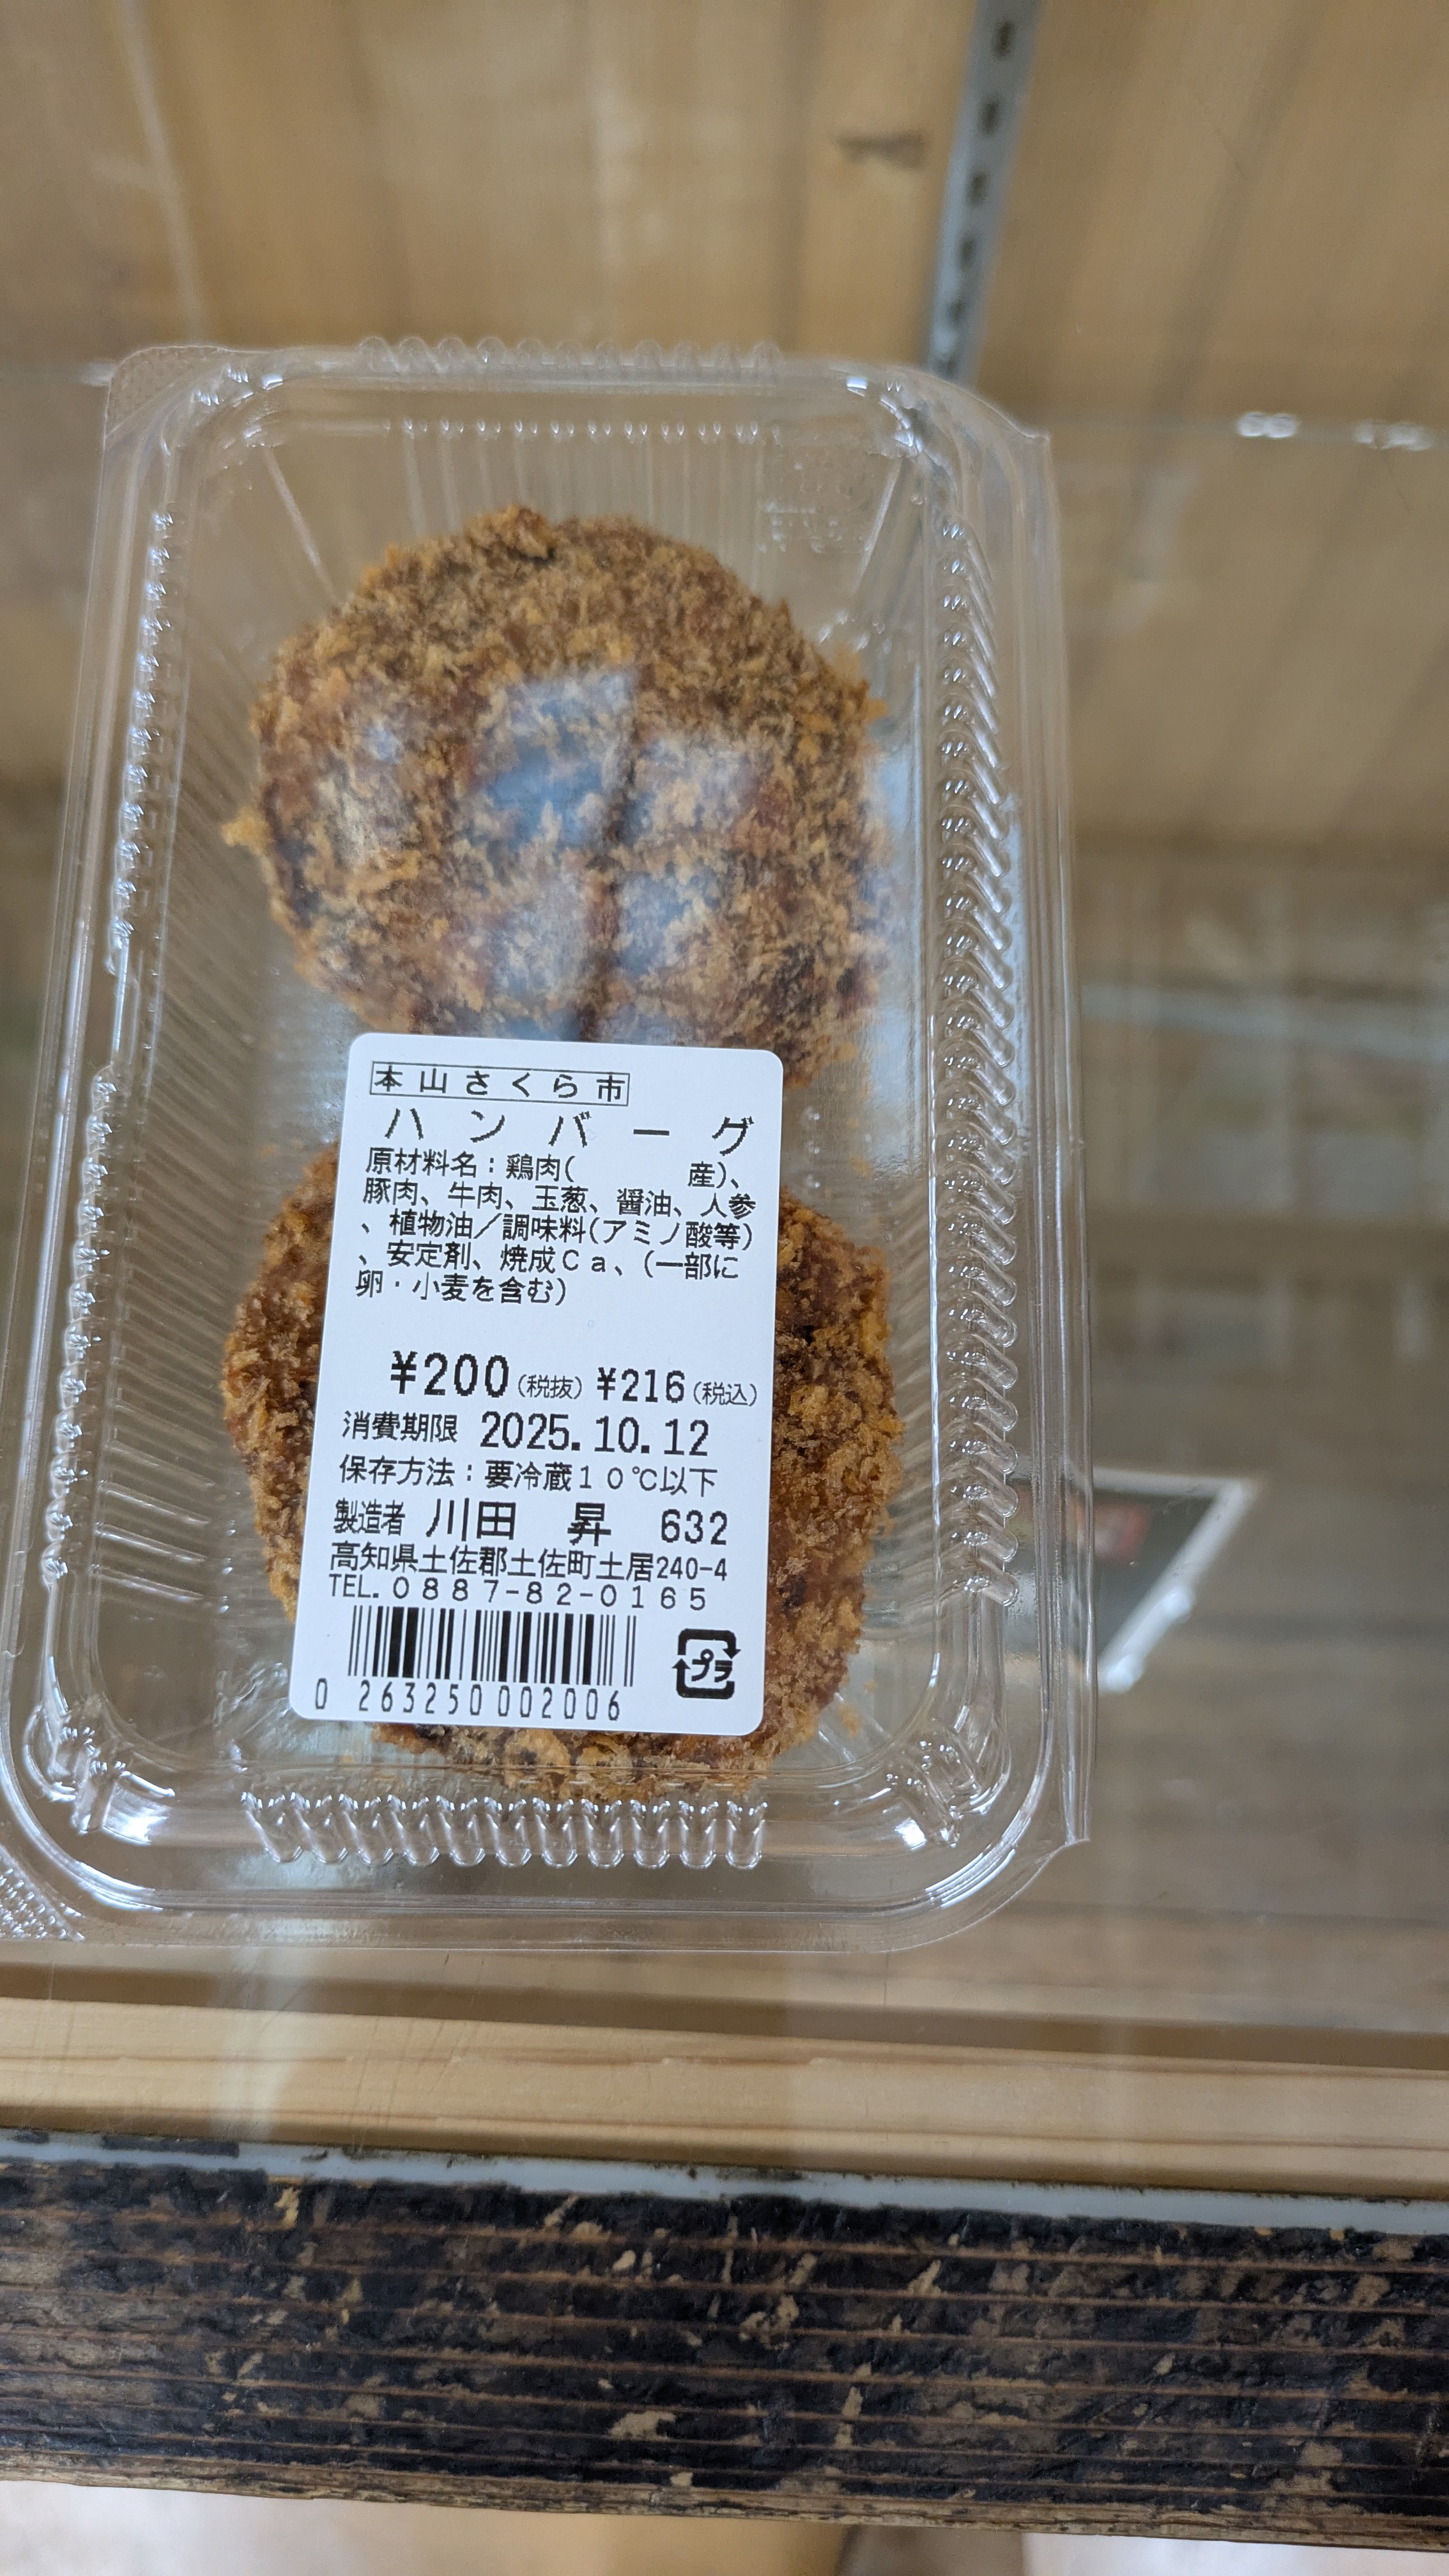 本山さくら市
ハンバーグ
原材料名：鶏肉(　　　　産)、
豚肉、牛肉、玉葱、醤油、人参
、植物油／調味料(アミノ酸等)
、安定剤、焼成Ｃａ、(一部に
卵・小麦を含む)
¥200(税抜) ¥216(税込)
消費期限 2025.10.12
保存方法：要冷蔵１０℃以下
製造者 川田　昇　632
高知県土佐郡土佐町土居240-4
TEL.０８８７-８２-０１６５
プラ
0 263250 002006